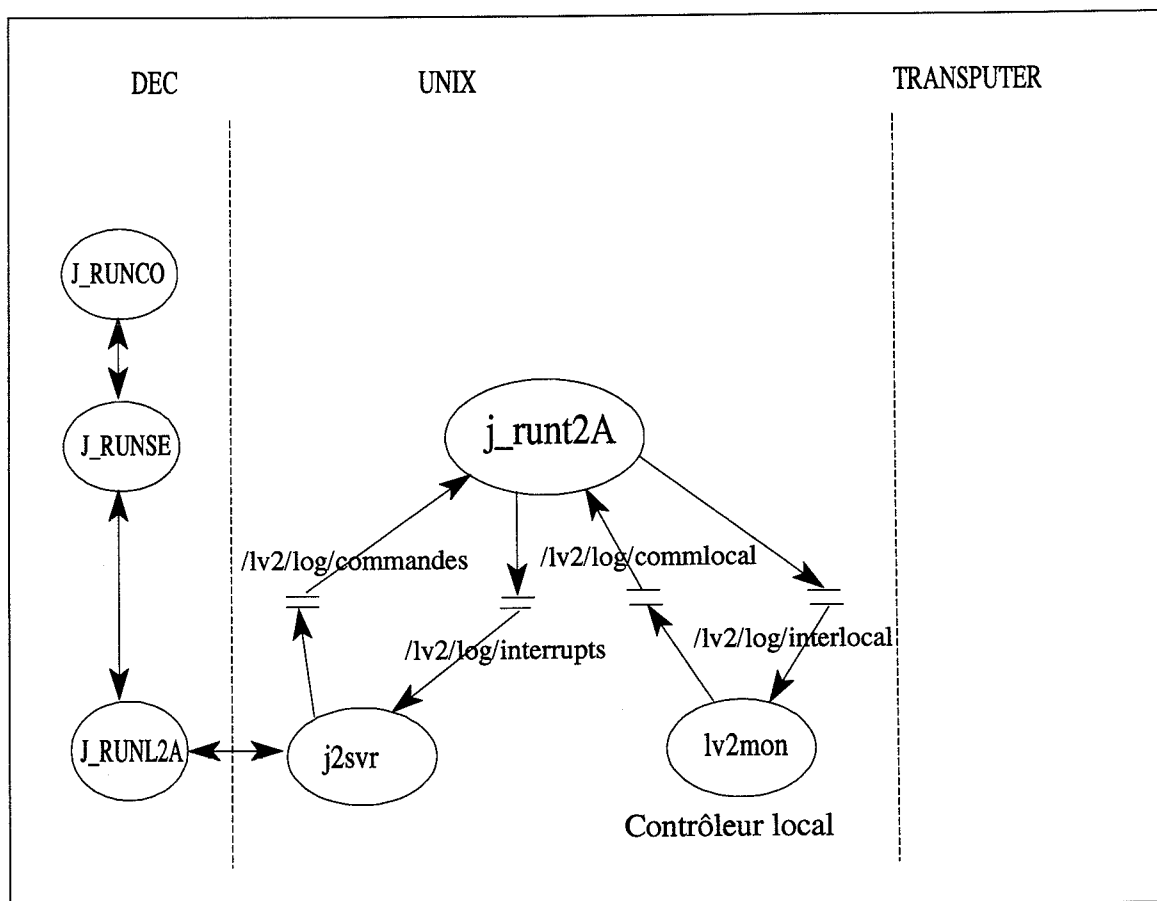 DEC
UNIX
TRANSPUTER
J_RUNCO
j_runt2A
J_RUNSE
/lv2/log/commandes
/lv2/log/commlocal
/lv2/log/interrupts
/lv2/log/interlocal
J_RUNL2A
j2svr
lv2mon
Contrôleur local